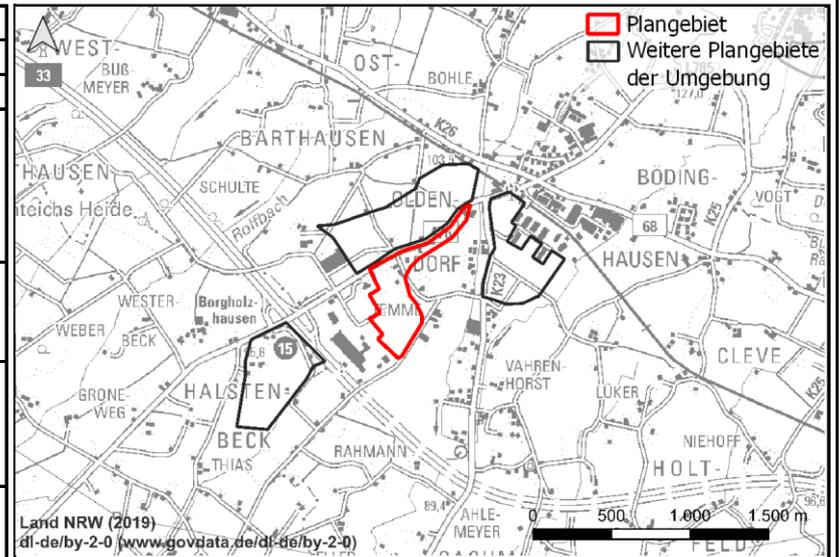 Plangebiet
Weitere Plangebiete
der Umgebung
WEST-
33
BUß-
MEYER
OST-
BOHLE
K26
L785
127,0
BARTHAUSEN
103,
HAUSEN
SCHULTE
OLDEN-
BÖDING-
VOGT
teichs Heide
Rolfbach
68
K25
DORF
HAUSEN
K23
WESTER-
BECK
Borgholz-
hausen
WEBER
15
CLEVE
VAHREN-
HORST
HALSTEN-
GRONE-
WEG
LÜKER
K25
BECK
THIAS
RAHMANN
NIEHOFF
HOLT-
89,4
AHLE-
MEYER
Land NRW (2019)
dl-de/by-2-0 (www.govdata.de/dl-de/by-2-0)
0 500 1.000 1.500 m
FELD